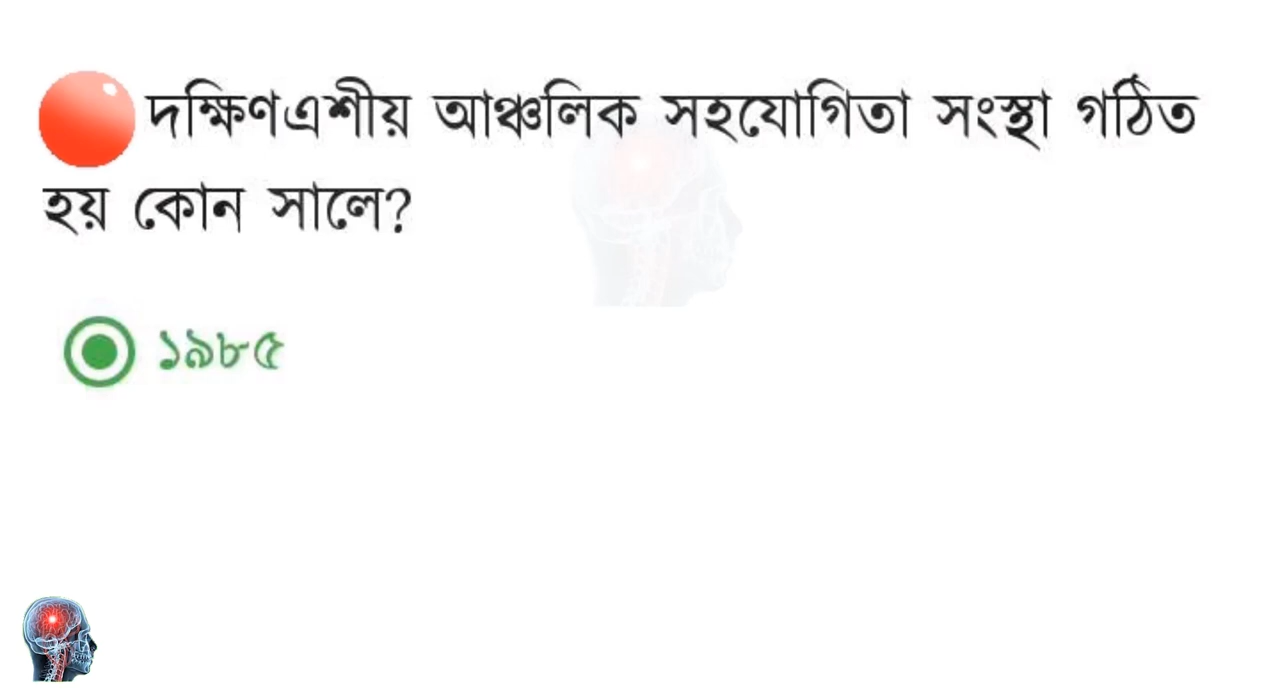 দক্ষিণএশীয় আঞ্চলিক সহযোগিতা সংস্থা গঠিত
হয় কোন সালে?
১৯৮৫